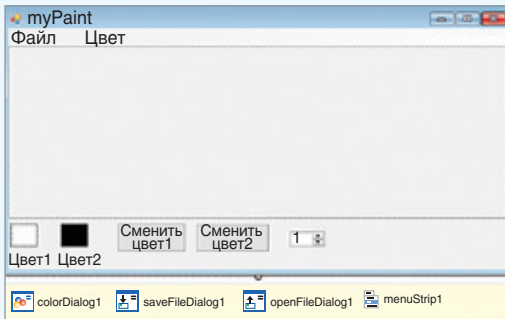 myPaint
Файл Цвет
Сменить цвет1
Сменить цвет2
1
Цвет1 Цвет2
colorDialog1 saveFileDialog1 openFileDialog1 menuStrip1